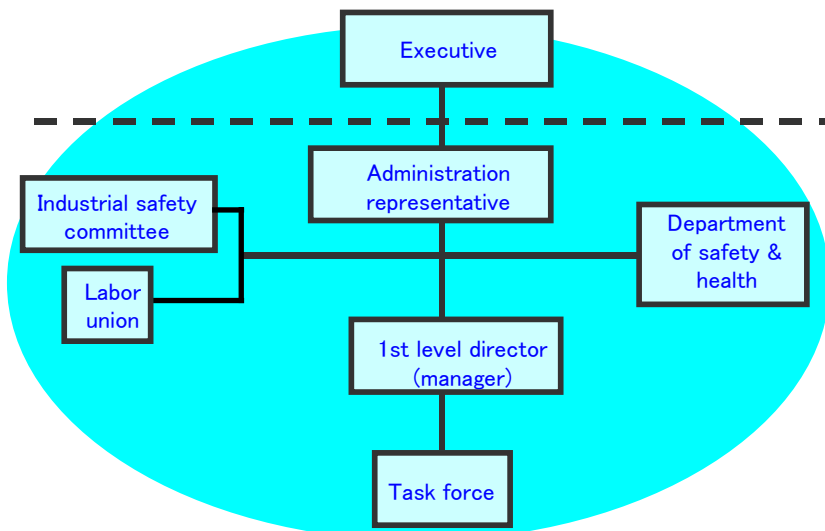 Executive
Administration
representative
Industrial safety
committee
Department
of safety &
health
Labor
union
1st level director
(manager)
Task force